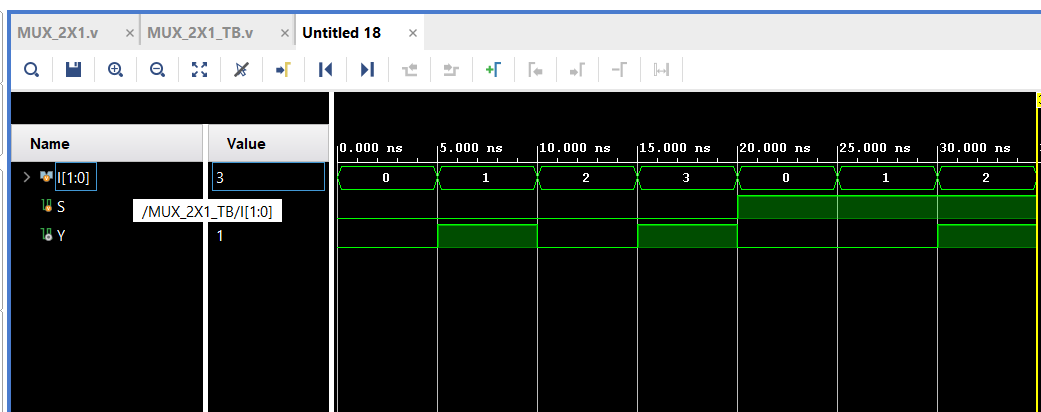 MUX_2X1.v × MUX_2X1_TB.v × Untitled 18 ×
Name Value
0.000 ns 5.000 ns 10.000 ns 15.000 ns 20.000 ns 25.000 ns 30.000 ns
I[1:0] 3 0 1 2 3 0 1 2
S
/MUX_2X1_TB/I[1:0]
Y 1